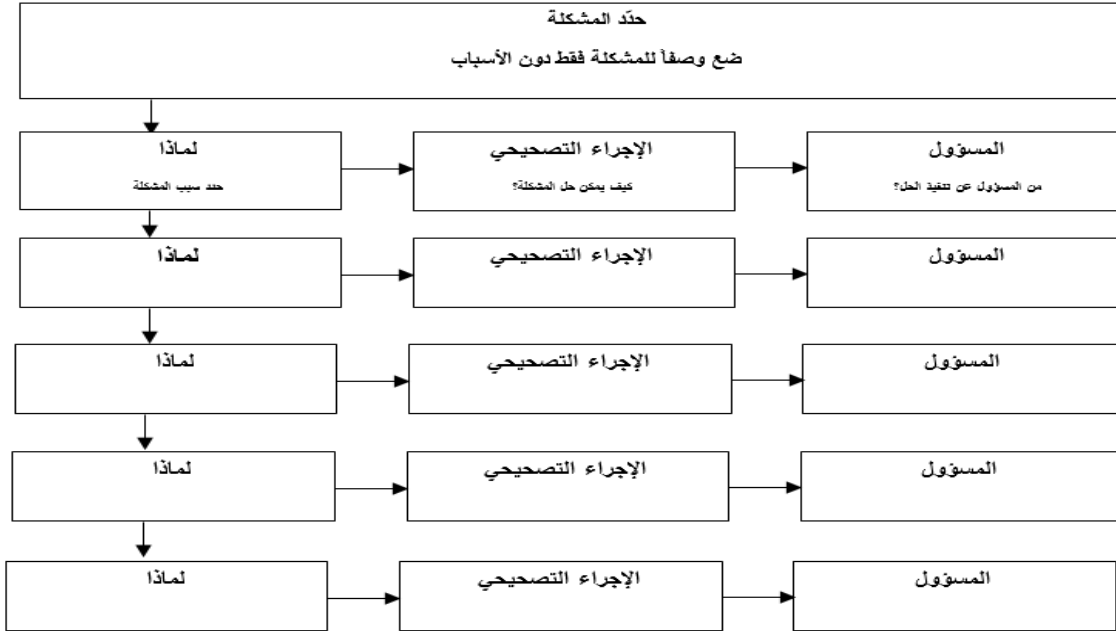 حدّد المشكلة
ضع وصفاً للمشكلة فقط دون الأسباب
لماذا
حدد سبب المشكلة
الإجراء التصحيحي
كيف يمكن حل المشكلة؟
المسؤول
من المسؤول عن تنفيذ الحل؟
لماذا
الإجراء التصحيحي
المسؤول
لماذا
الإجراء التصحيحي
المسؤول
لماذا
الإجراء التصحيحي
المسؤول
لماذا
الإجراء التصحيحي
المسؤول